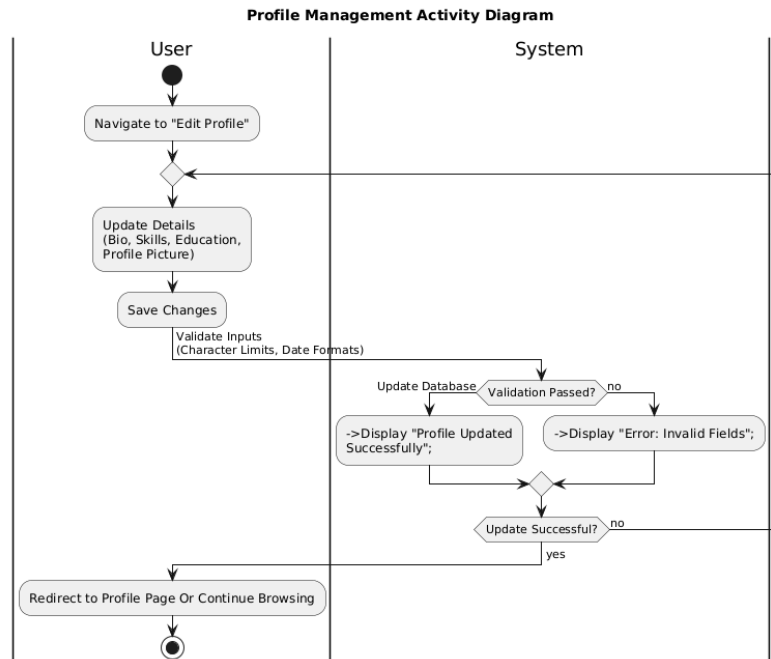 Profile Management Activity Diagram
User
System
Navigate to "Edit Profile"
Update Details
(Bio, Skills, Education,
Profile Picture)
Save Changes
Validate Inputs
(Character Limits, Date Formats)
Update Database
Validation Passed?
no
->Display "Profile Updated
Successfully";
->Display "Error: Invalid Fields";
Update Successful?
no
yes
Redirect to Profile Page Or Continue Browsing